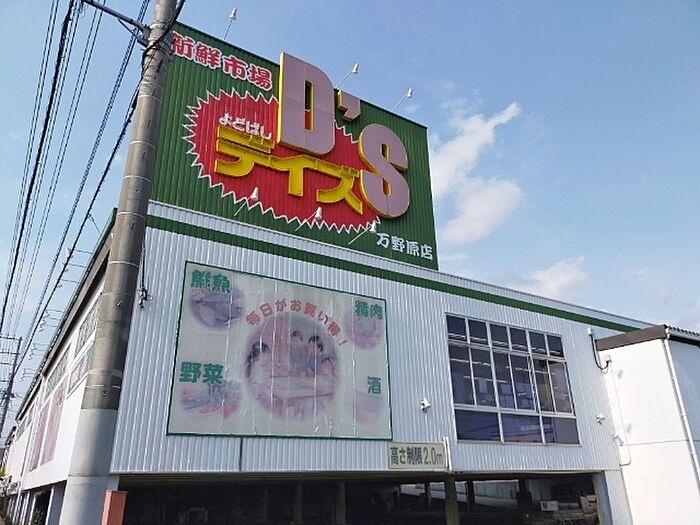 新鮮市場
D's
よどばし
デイズ
万野原店
鮮魚
毎日がお買い得!
精肉
野菜
酒
高さ制限2.0m